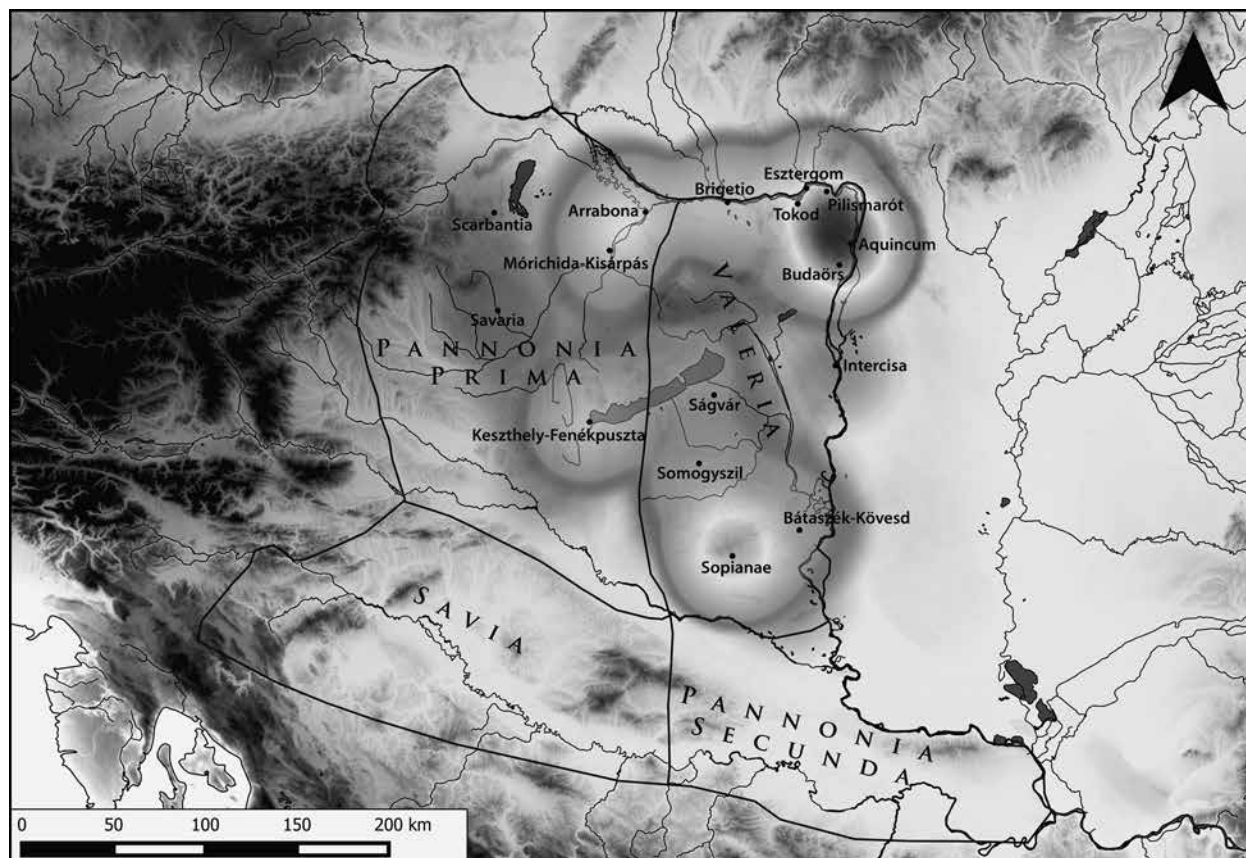 Esztergom
Brigetio
Pilismarót
Tokod
Arrabona
Scarbantia
Aquincum
Mórichida-Kisárpás
Budaörs
VALERIA
Savaria
PANNONIA
PRIMA
Intercisa
Ságvár
Keszthely-Fenékpuszta
Somogyszil
Bátaszék-Kövesd
Sopianae
SAVIA
PANNONIA
SECUNDA
0 50 100 150 200 km